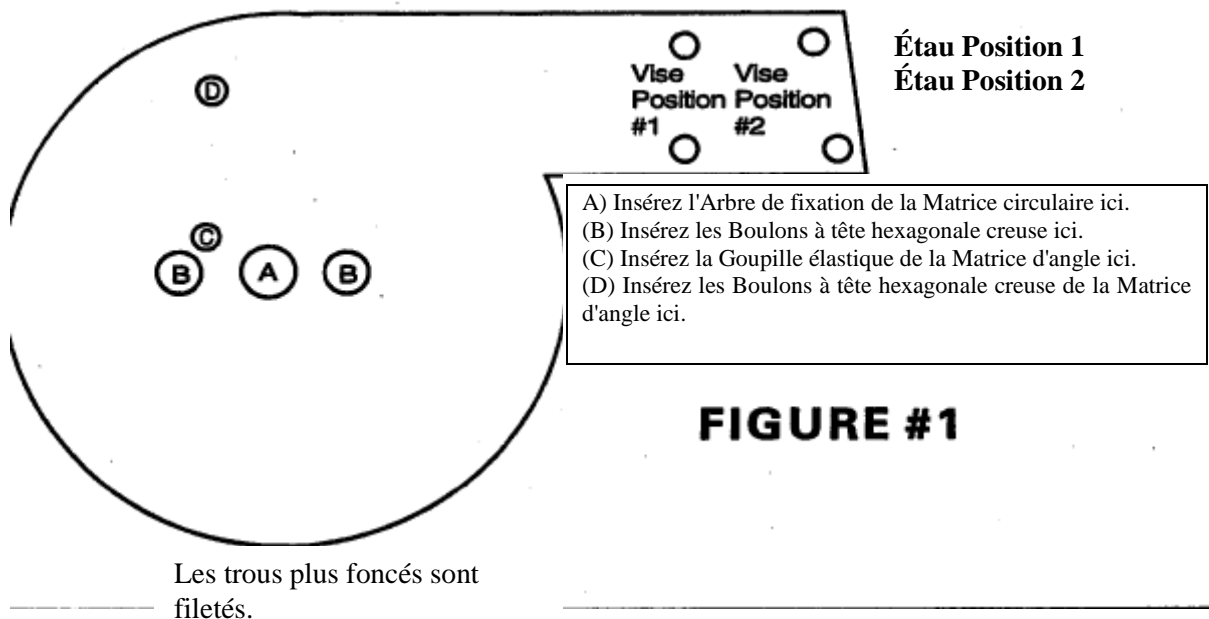 Étau Position 1
Étau Position 2
Vise
Position
#1
Vise
Position
#2
D
C
B
A
B
A) Insérez l'Arbre de fixation de la Matrice circulaire ici.
(B) Insérez les Boulons à tête hexagonale creuse ici.
(C) Insérez la Goupille élastique de la Matrice d'angle ici.
(D) Insérez les Boulons à tête hexagonale creuse de la Matrice
d'angle ici.
FIGURE #1
Les trous plus foncés sont
filetés.